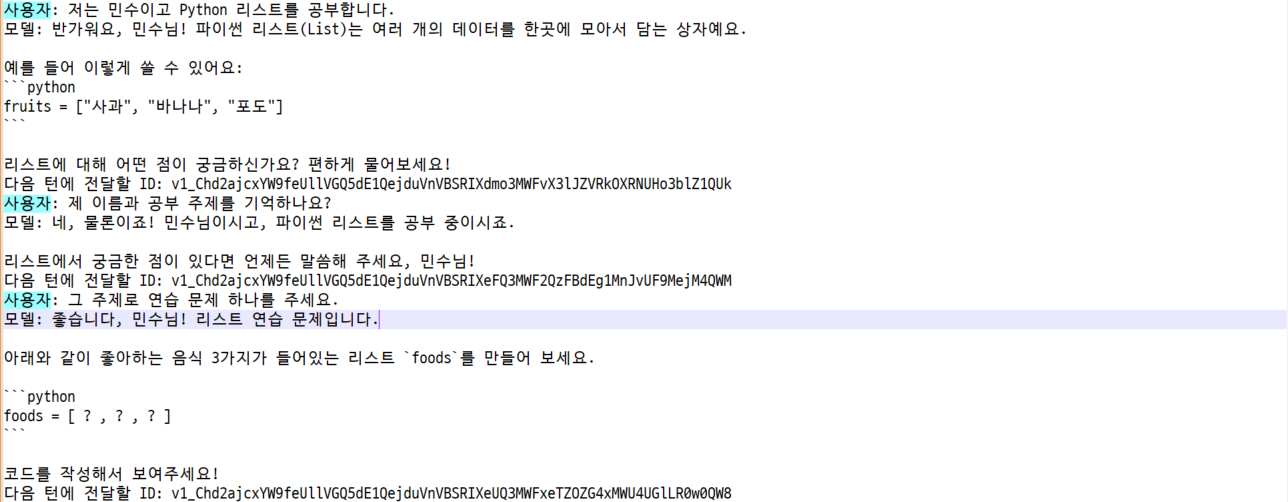 사용자: 저는 민수이고 Python 리스트를 공부합니다.
모델: 반가워요, 민수님! 파이썬 리스트(List)는 여러 개의 데이터를 한곳에 모아서 담는 상자예요.
예를 들어 이렇게 쓸 수 있어요:
```python
fruits = ["사과", "바나나", "포도"]
```
리스트에 대해 어떤 점이 궁금하신가요? 편하게 물어보세요!
다음 턴에 전달할 ID: v1_Chd2ajcxYW9feUllVGQ5dE1QejduVnVBSRIXdmo3MWFvX3lJZVRkOXRNUHo3blZ1QUk
사용자: 제 이름과 공부 주제를 기억하나요?
모델: 네, 물론이죠! 민수님이시고, 파이썬 리스트를 공부 중이시죠.
리스트에서 궁금한 점이 있다면 언제든 말씀해 주세요, 민수님!
다음 턴에 전달할 ID: v1_Chd2ajcxYW9feUllVGQ5dE1QejduVnVBSRIXeFQ3MWF2QzFBdEg1MnJvUF9MejM4QWM
사용자: 그 주제로 연습 문제 하나를 주세요.
모델: 좋습니다, 민수님! 리스트 연습 문제입니다.
아래와 같이 좋아하는 음식 3가지가 들어있는 리스트 `foods`를 만들어 보세요.
```python
foods = [ ? , ? , ? ]
```
코드를 작성해서 보여주세요!
다음 턴에 전달할 ID: v1_Chd2ajcxYW9feUllVGQ5dE1QejduVnVBSRIXeUQ3MWFxeTZOZG4xMWU4UGlLR0w0QW8